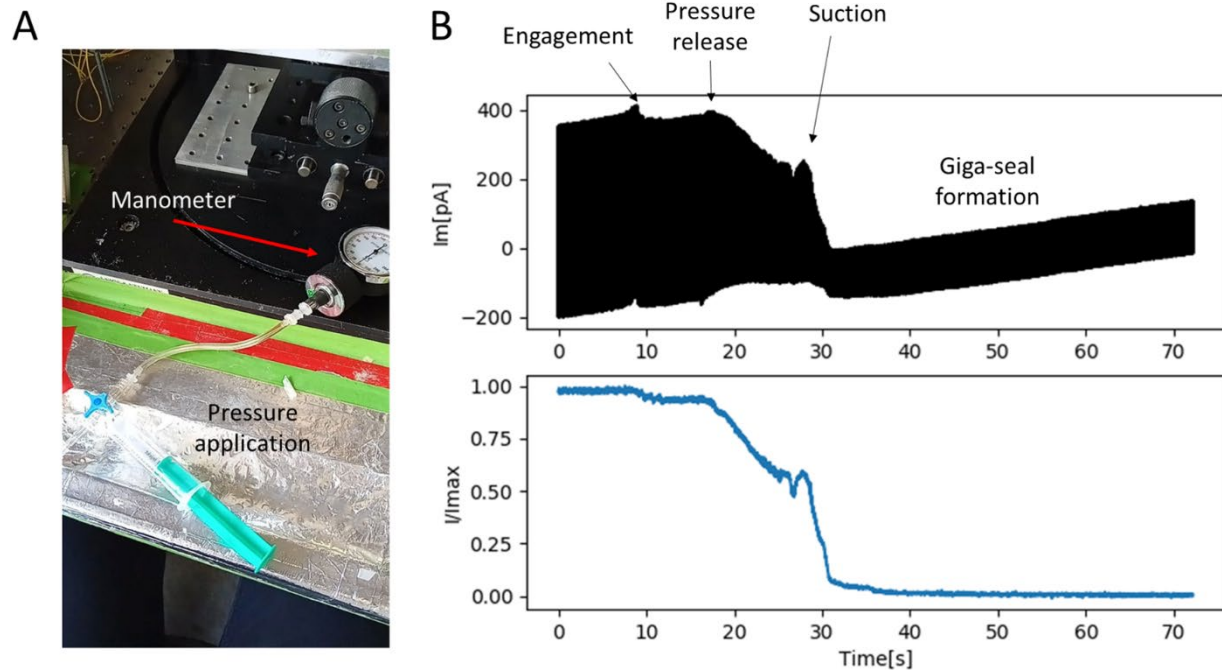 A
Manometer
Pressure
application
B
Engagement
Pressure
release
Suction
Giga-seal
formation
Im[pA]
400
200
0
−200
0
10
20
30
40
50
60
70
I/Imax
1.00
0.75
0.50
0.25
0.00
0
10
20
30
40
50
60
70
Time[s]